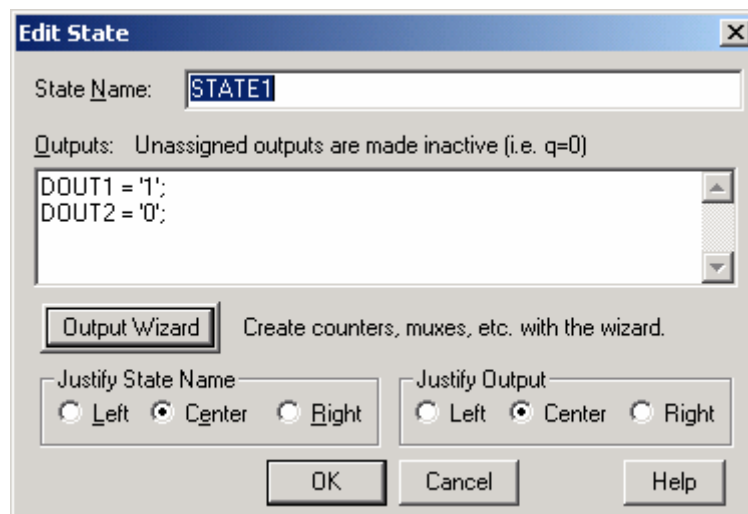 Edit State
State Name: STATE1
Outputs: Unassigned outputs are made inactive (i.e. q=0)
DOUT1 = '1';
DOUT2 = '0';
Output Wizard Create counters, muxes, etc. with the wizard.
Justify State Name Justify Output
Left Center Right Left Center Right
OK Cancel Help